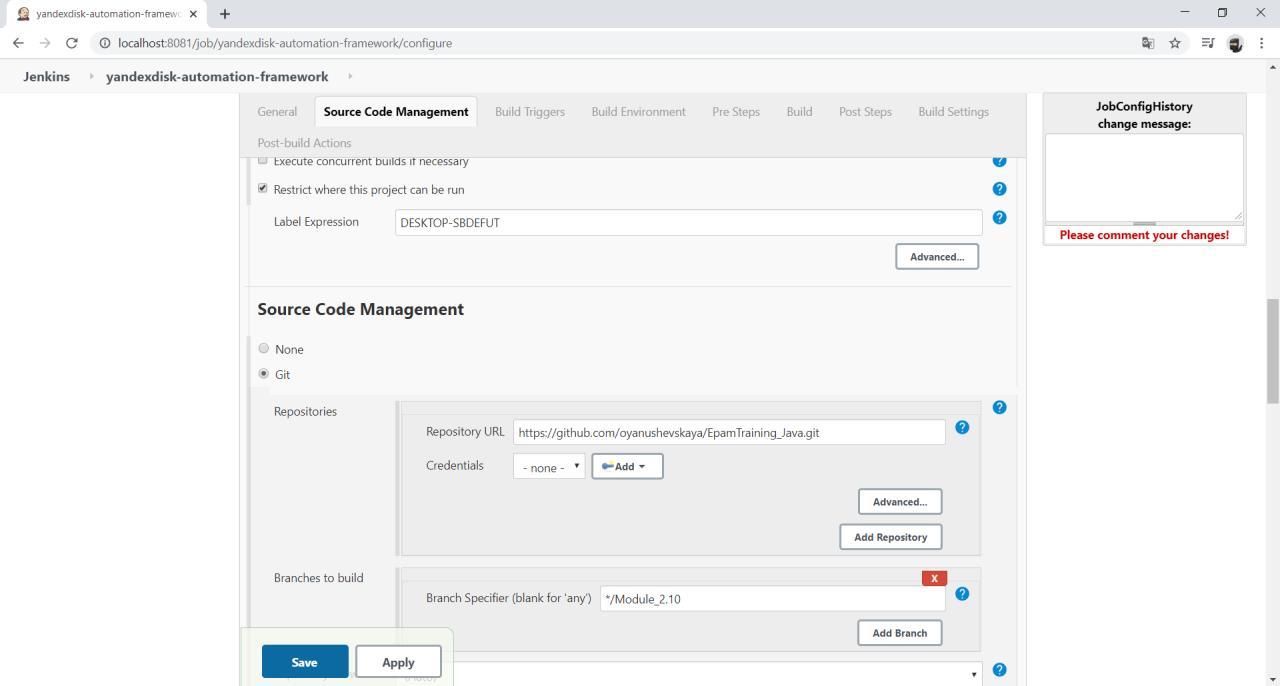 yandexdisk-automation-framewo
localhost:8081/job/yandexdisk-automation-framework/configure
Jenkins yandexdisk-automation-framework
General Source Code Management Build Triggers Build Environment Pre Steps Build Post Steps Build Settings
Post-build Actions
JobConfigHistory
change message:
Please comment your changes!
Execute concurrent builds if necessary
Restrict where this project can be run
Label Expression DESKTOP-SBDEFUT
Advanced...
Source Code Management
None
Git
Repositories
Repository URL https://github.com/oyanushevskaya/EpamTraining_Java.git
Credentials - none - Add
Advanced...
Add Repository
Branches to build
X
Branch Specifier (blank for 'any') */Module_2.10
Add Branch
Save Apply